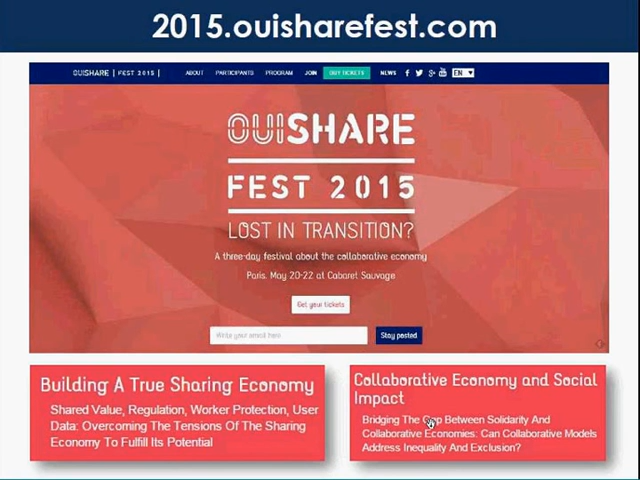 2015.ouisharefest.com
OUISHARE | FEST 2015 | ABOUT PARTICIPANTS PROGRAM JOIN BUY TICKETS NEWS EN
OUISHARE
FEST 2015
LOST IN TRANSITION?
A three-day festival about the collaborative economy
Paris. May 20-22 at Cabaret Sauvage
Get your tickets
Write your email here. Stay posted
Building A True Sharing Economy
Shared Value, Regulation, Worker Protection, User
Data: Overcoming The Tensions Of The Sharing
Economy To Fulfill Its Potential
Collaborative Economy and Social
Impact
Bridging The Gap Between Solidarity And
Collaborative Economies: Can Collaborative Models
Address Inequality And Exclusion?